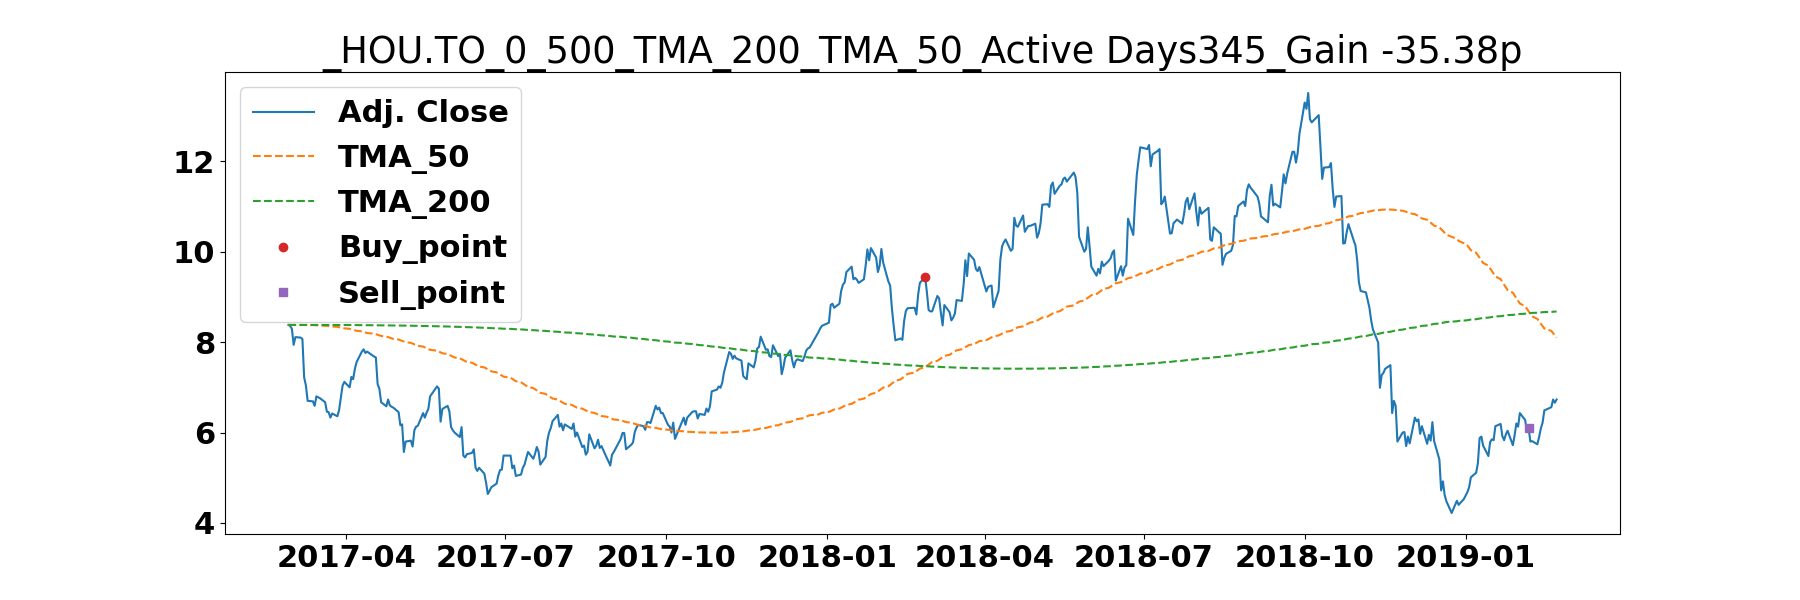 _HOU.TO_0_500_TMA_200_TMA_50_Active Days345_Gain -35.38p
Adj. Close
TMA_50
TMA_200
Buy_point
Sell_point
12
10
8
6
4
2017-04 2017-07 2017-10 2018-01 2018-04 2018-07 2018-10 2019-01